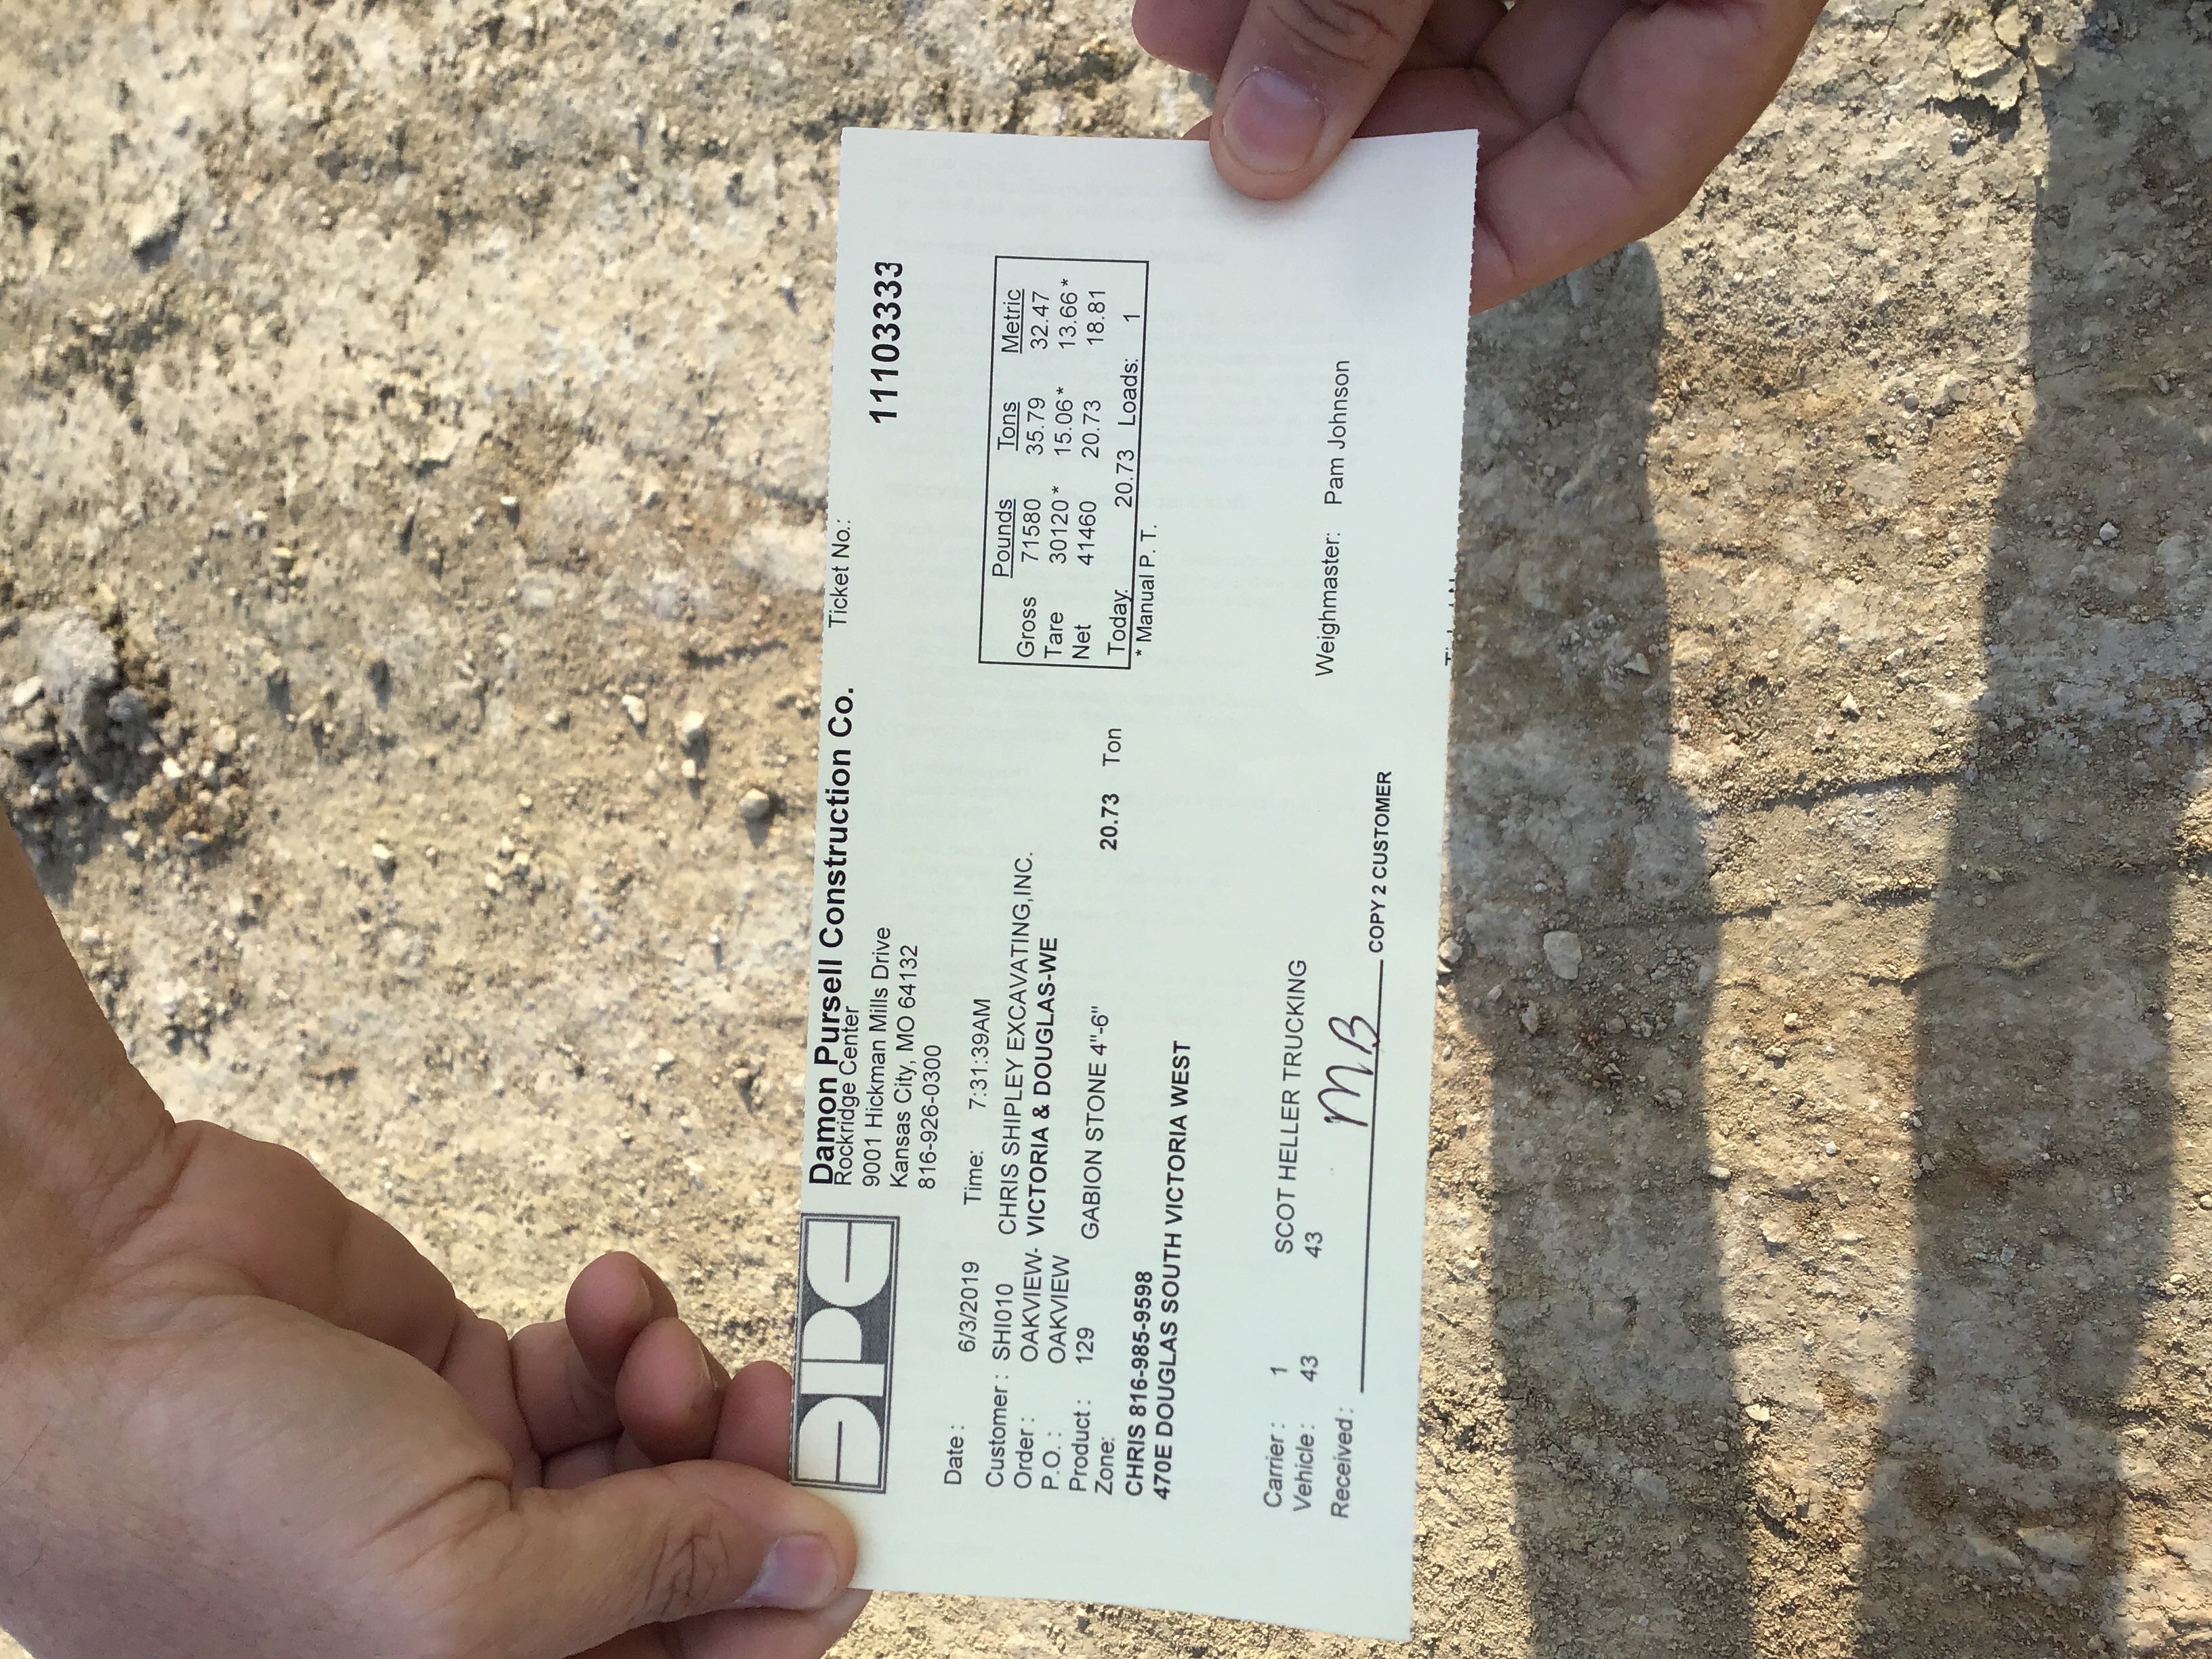 DPC
Damon Pursell Construction Co.
Ticket No.:
11103333
Rockridge Center
9001 Hickman Mills Drive
Kansas City, MO 64132
816-926-0300
Date : 6/3/2019 Time: 7:31:39AM
Customer : SHI010 CHRIS SHIPLEY EXCAVATING,INC.
Order : OAKVIEW- VICTORIA & DOUGLAS-WE
P.O. : OAKVIEW
Product : 129 GABION STONE 4"-6" 20.73 Ton
Zone:
CHRIS 816-985-9598
470E DOUGLAS SOUTH VICTORIA WEST
Pounds Tons Metric
Gross 71580 35.79 32.47
Tare 30120 * 15.06 * 13.66 *
Net 41460 20.73 18.81
Today: 20.73 Loads: 1
* Manual P. T.
Carrier : 1 SCOT HELLER TRUCKING
Vehicle : 43 43
Weighmaster: Pam Johnson
Received : MB
COPY 2 CUSTOMER